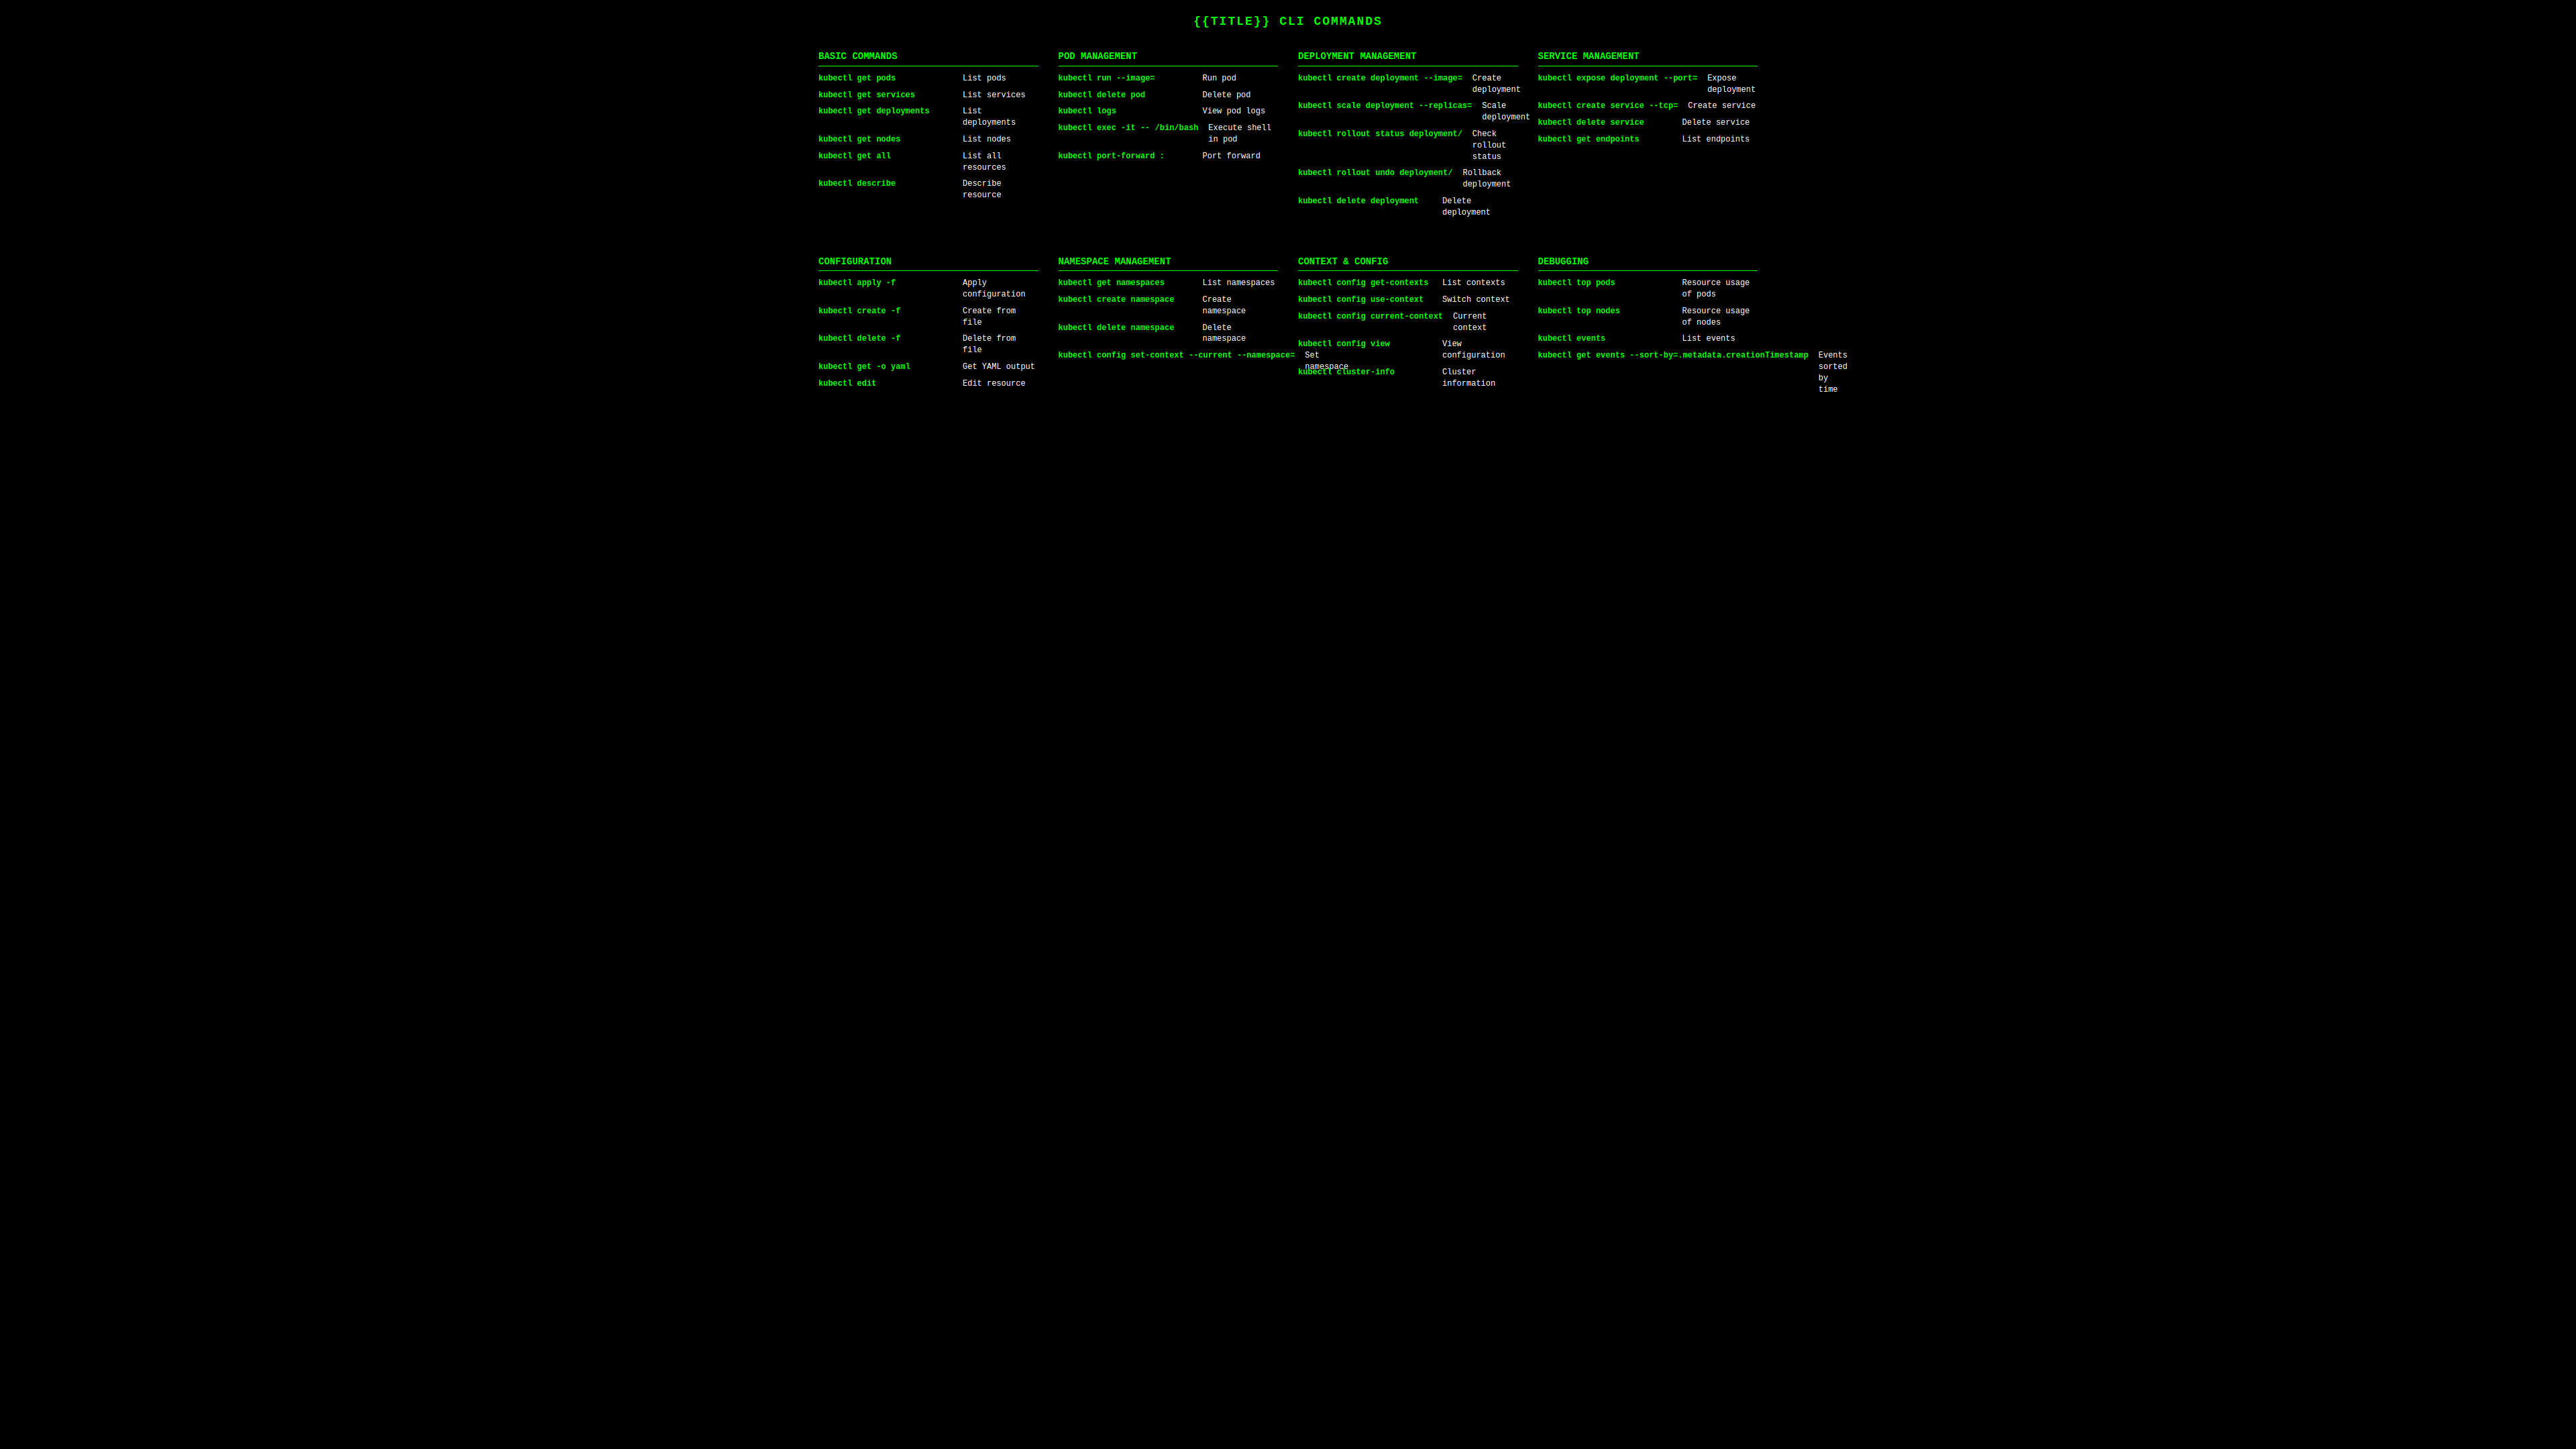 {{TITLE}} CLI COMMANDS
BASIC COMMANDS
kubectl get pods List pods
kubectl get services List services
kubectl get deployments List
deployments
kubectl get nodes List nodes
kubectl get all List all
resources
kubectl describe Describe
resource
POD MANAGEMENT
kubectl run --image= Run pod
kubectl delete pod Delete pod
kubectl logs View pod logs
kubectl exec -it -- /bin/bash Execute shell
in pod
kubectl port-forward : Port forward
DEPLOYMENT MANAGEMENT
kubectl create deployment --image= Create
deployment
kubectl scale deployment --replicas= Scale
deployment
kubectl rollout status deployment/ Check
rollout
status
kubectl rollout undo deployment/ Rollback
deployment
kubectl delete deployment Delete
deployment
SERVICE MANAGEMENT
kubectl expose deployment --port= Expose
deployment
kubectl create service --tcp= Create service
kubectl delete service Delete service
kubectl get endpoints List endpoints
CONFIGURATION
kubectl apply -f Apply
configuration
kubectl create -f Create from
file
kubectl delete -f Delete from
file
kubectl get -o yaml Get YAML output
kubectl edit Edit resource
NAMESPACE MANAGEMENT
kubectl get namespaces List namespaces
kubectl create namespace Create
namespace
kubectl delete namespace Delete
namespace
kubectl config set-context --current --namespace= Set
namespace
CONTEXT & CONFIG
kubectl config get-contexts List contexts
kubectl config use-context Switch context
kubectl config current-context Current
context
kubectl config view View
configuration
kubectl cluster-info Cluster
information
DEBUGGING
kubectl top pods Resource usage
of pods
kubectl top nodes Resource usage
of nodes
kubectl events List events
kubectl get events --sort-by=.metadata.creationTimestamp Events
sorted
by
time